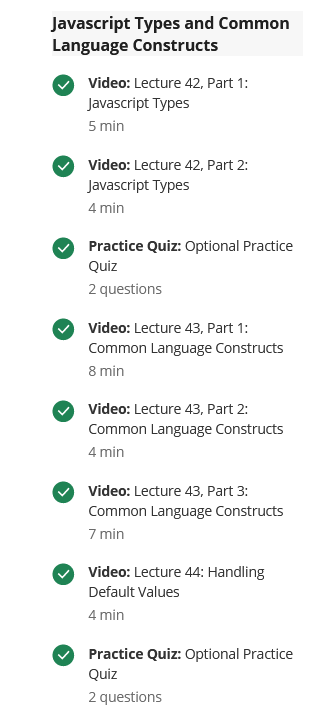 Javascript Types and Common
Language Constructs
Video: Lecture 42, Part 1:
Javascript Types
5 min
Video: Lecture 42, Part 2:
Javascript Types
4 min
Practice Quiz: Optional Practice
Quiz
2 questions
Video: Lecture 43, Part 1:
Common Language Constructs
8 min
Video: Lecture 43, Part 2:
Common Language Constructs
4 min
Video: Lecture 43, Part 3:
Common Language Constructs
7 min
Video: Lecture 44: Handling
Default Values
4 min
Practice Quiz: Optional Practice
Quiz
2 questions